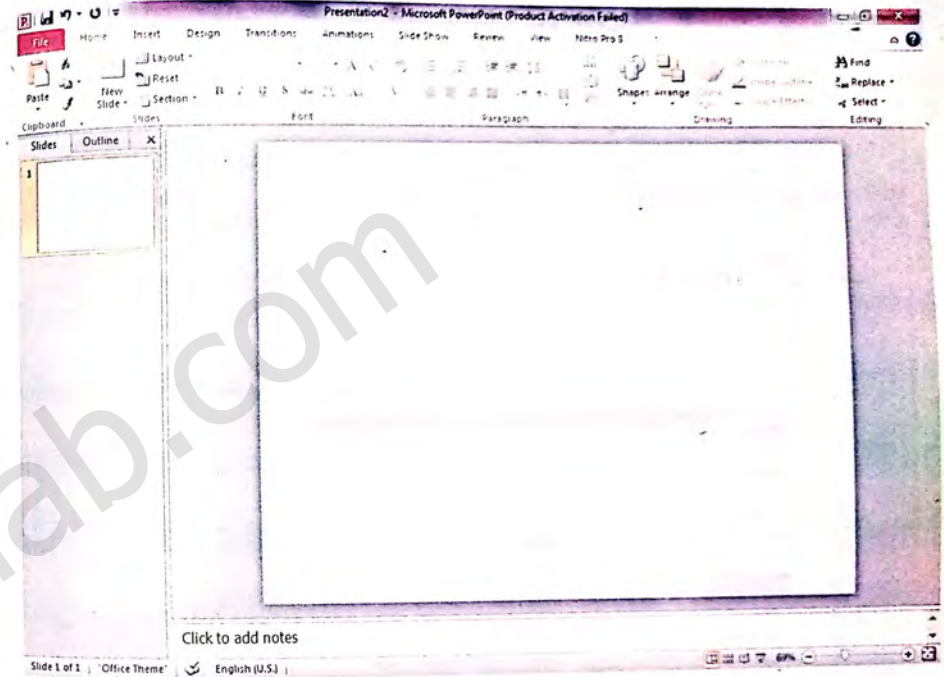 Presentation2 - Microsoft PowerPoint (Product Activation Failed)
File Home Insert Design Transitions Animations Slide Show Review View Nitro Pro 8
Paste
New Slide
Layout
Reset
Section
Shapes Arrange
Find
Replace
Select
Clipboard Slides Font Paragraph Drawing Editing
Slides Outline X
1
Click to add notes
Slide 1 of 1 "Office Theme" English (U.S.) 69%
lab.com